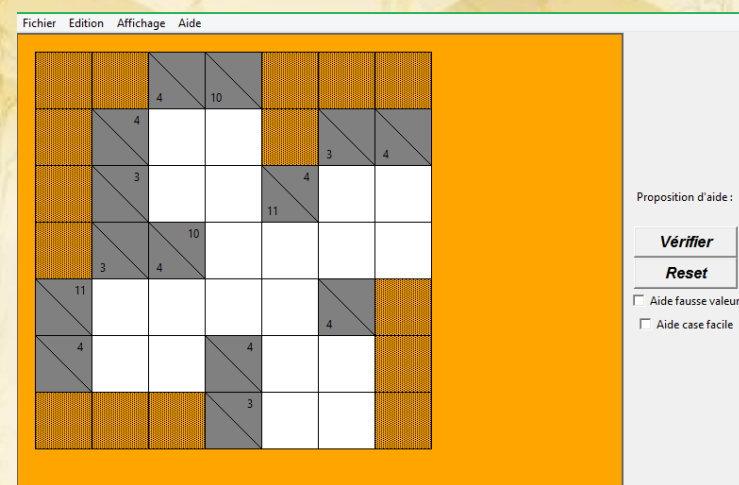 Fichier Edition Affichage Aide
4 10
4 3 4
3 4 11
Proposition d'aide :
10 3 4
Vérifier
Reset
11 4
Aide fausse valeur
Aide case facile
4 4
3